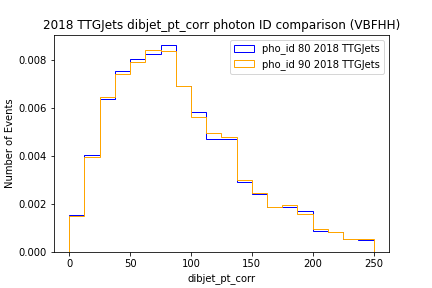 2018 TTGJets dibjet_pt_corr photon ID comparison (VBFHH)
pho_id 80 2018 TTGJets
pho_id 90 2018 TTGJets
Number of Events
0.008
0.006
0.004
0.002
0.000
0 50 100 150 200 250
dibjet_pt_corr